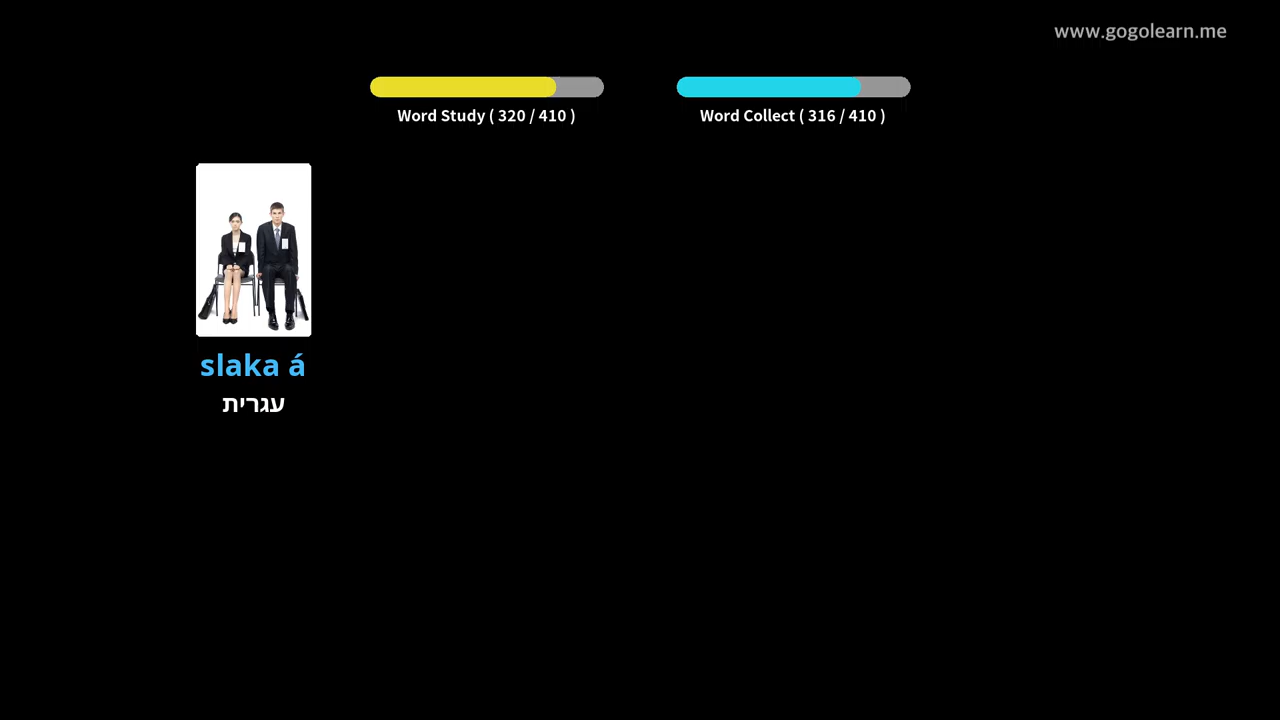 www.gogolearn.me
Word Study ( 320 / 410 )
Word Collect ( 316 / 410 )
slaka á
עגרית